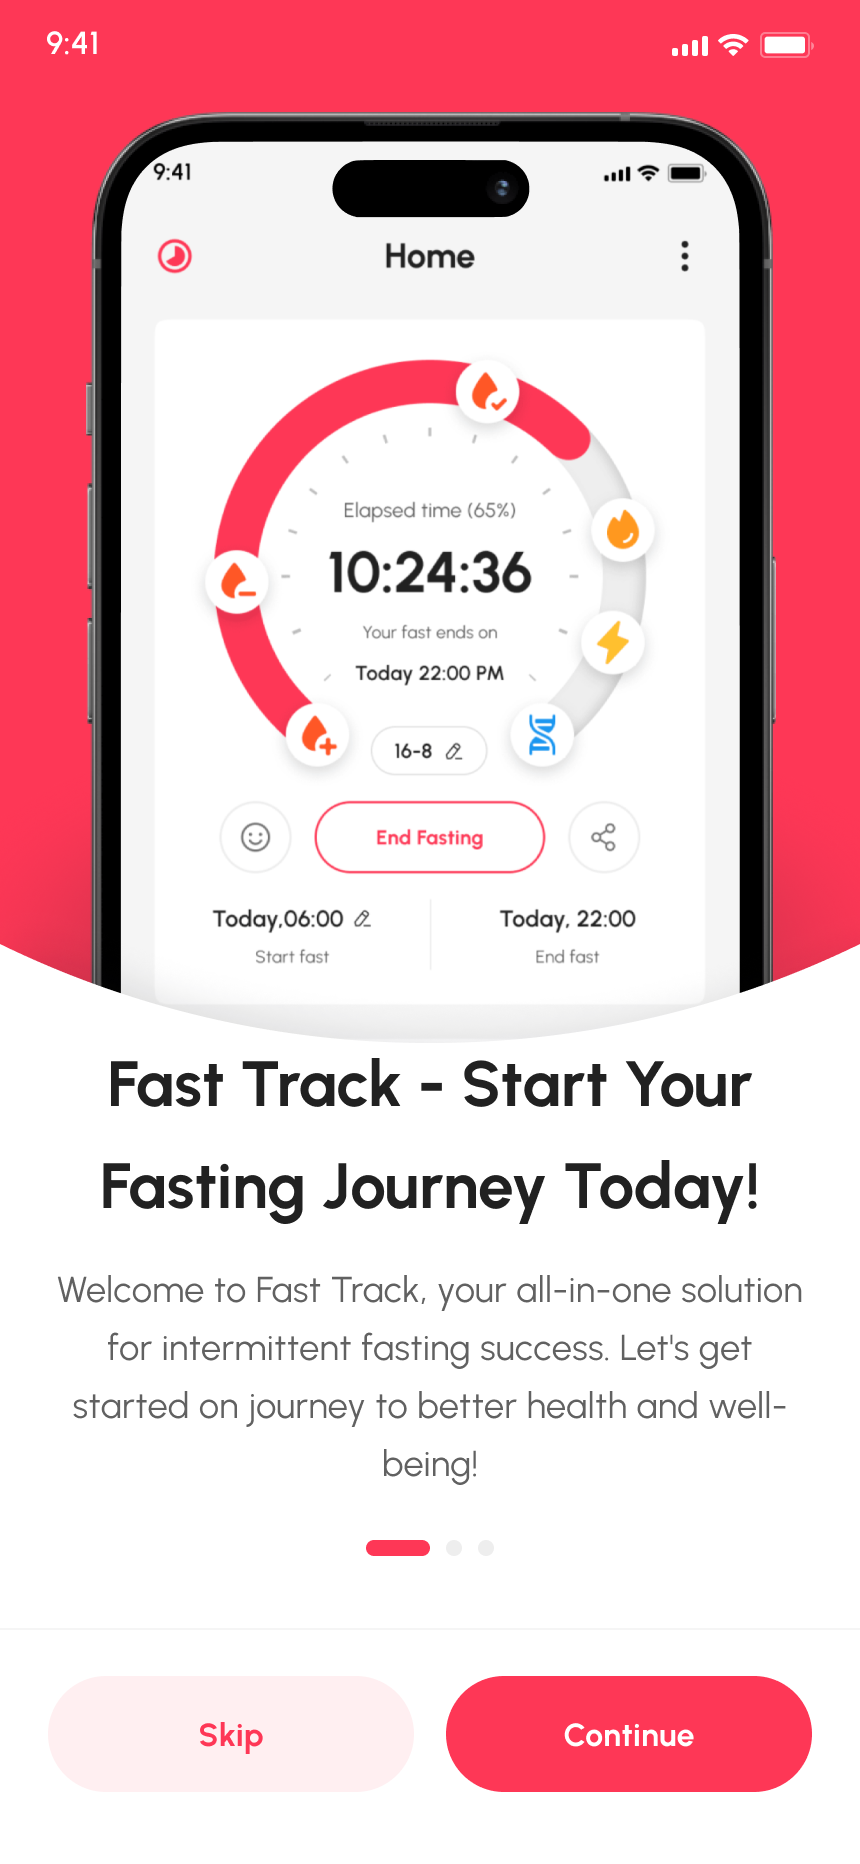 9:41
9:41
Home
Elapsed time (65%)
10:24:36
Your fast ends on
Today 22:00 PM
16-8
End Fasting
Today,06:00
Today, 22:00
Start fast
End fast
Fast Track - Start Your
Fasting Journey Today!
Welcome to Fast Track, your all-in-one solution
for intermittent fasting success. Let's get
started on journey to better health and well-
being!
Skip
Continue